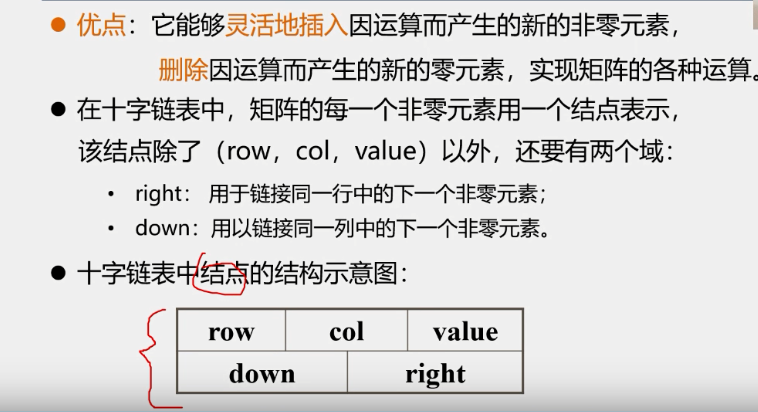 ● 优点：它能够灵活地插入因运算而产生的新的非零元素，
删除因运算而产生的新的零元素，实现矩阵的各种运算。
● 在十字链表中，矩阵的每一个非零元素用一个结点表示，
该结点除了（row，col，value）以外，还要有两个域：
• right： 用于链接同一行中的下一个非零元素；
• down：用以链接同一列中的下一个非零元素。
● 十字链表中结点的结构示意图：
row col value
down right